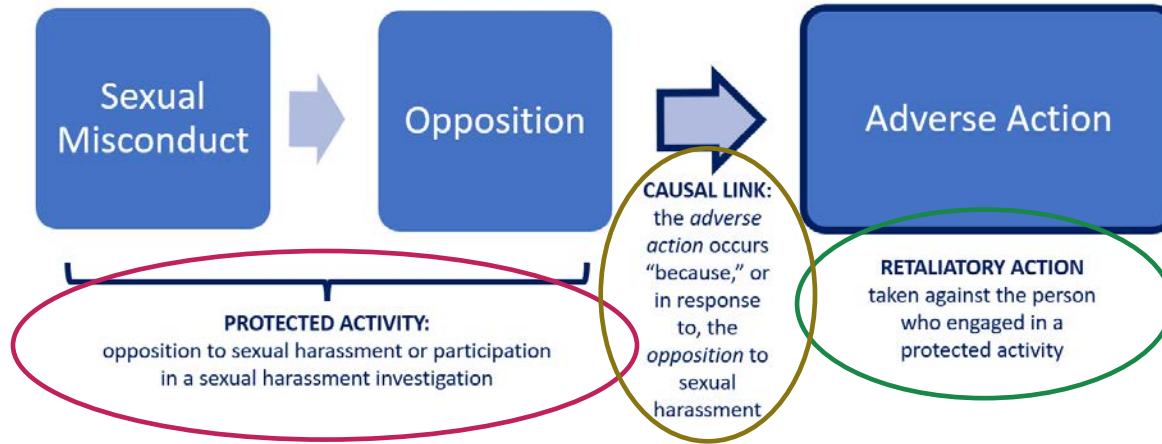 Sexual
Misconduct
Opposition
Adverse Action
PROTECTED ACTIVITY:
opposition to sexual harassment or participation
in a sexual harassment investigation
CAUSAL LINK:
the adverse
action occurs
“because,” or
in response
to, the
opposition to
sexual
harassment
RETALIATORY ACTION
taken against the person
who engaged in a
protected activity